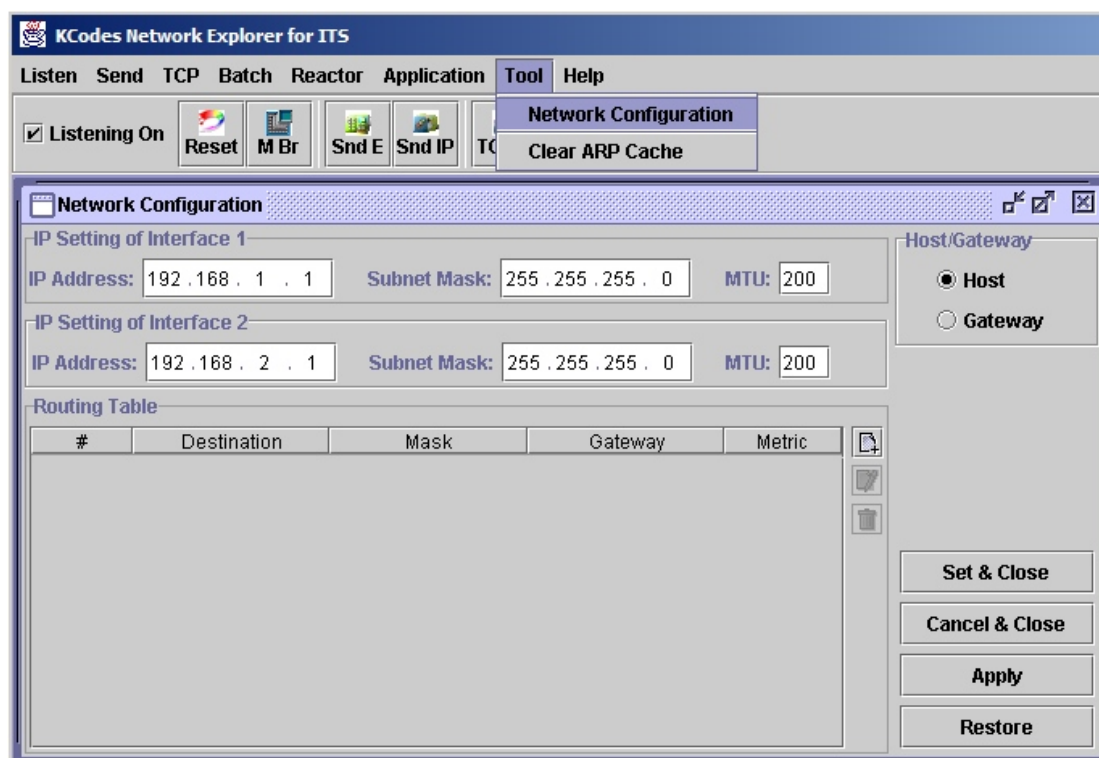 KCodes Network Explorer for ITS
Listen Send TCP Batch Reactor Application Tool Help
Network Configuration
Clear ARP Cache
Listening On Reset M Br Snd E Snd IP
Network Configuration
IP Setting of Interface 1
IP Address: 192 .168 . 1 . 1 Subnet Mask: 255 .255 .255 . 0 MTU: 200
IP Setting of Interface 2
IP Address: 192 .168 . 2 . 1 Subnet Mask: 255 .255 .255 . 0 MTU: 200
Host/Gateway
Host
Gateway
Routing Table
# Destination Mask Gateway Metric
Set & Close
Cancel & Close
Apply
Restore